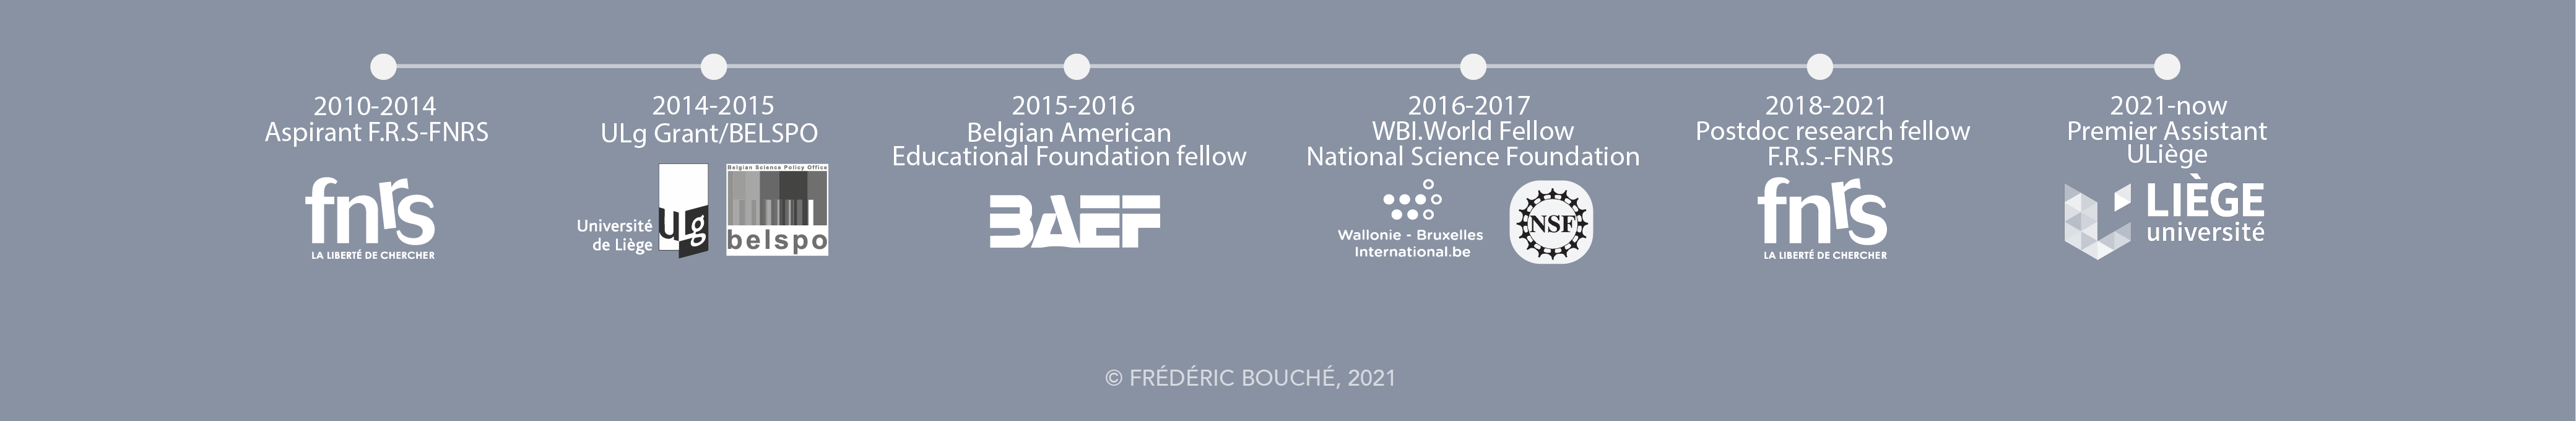 2010-2014
Aspirant F.R.S-FNRS
fnrs
LA LIBERTÉ DE CHERCHER
2014-2015
ULg Grant/BELSPO
Université
de Liège
uLg
Belgian Science Policy Office
belspo
2015-2016
Belgian American
Educational Foundation fellow
BAEF
2016-2017
WBI.World Fellow
National Science Foundation
Wallonie - Bruxelles
International.be
NSF
2018-2021
Postdoc research fellow
F.R.S.-FNRS
fnrs
LA LIBERTÉ DE CHERCHER
2021-now
Premier Assistant
ULiège
LIÈGE
université
© FRÉDÉRIC BOUCHÉ, 2021